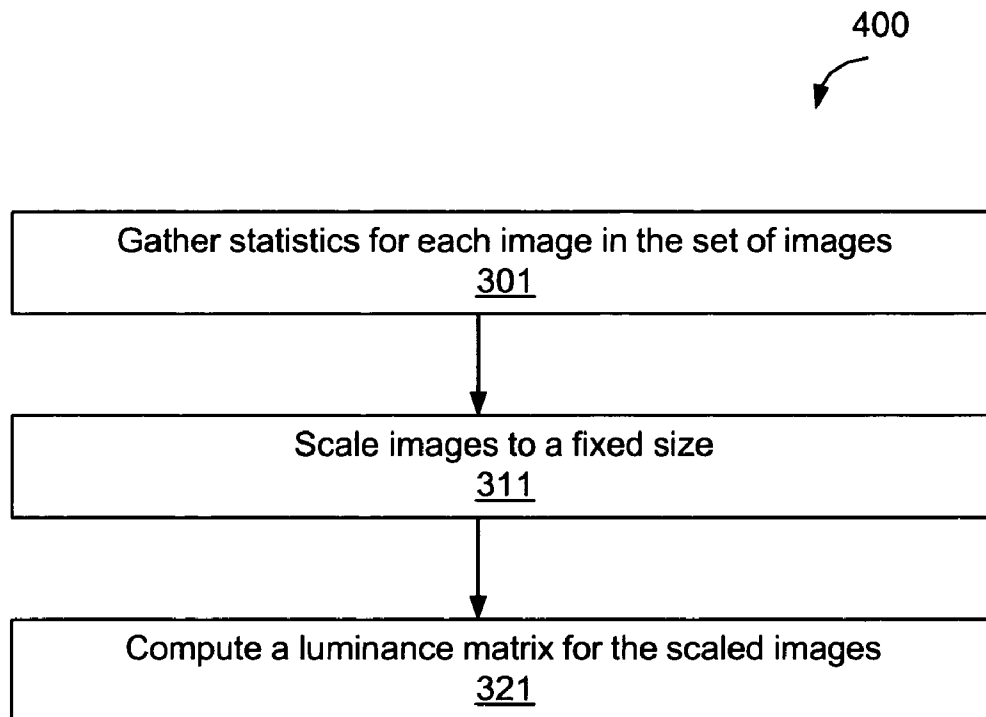 400
Gather statistics for each image in the set of images
301
Scale images to a fixed size
311
Compute a luminance matrix for the scaled images
321